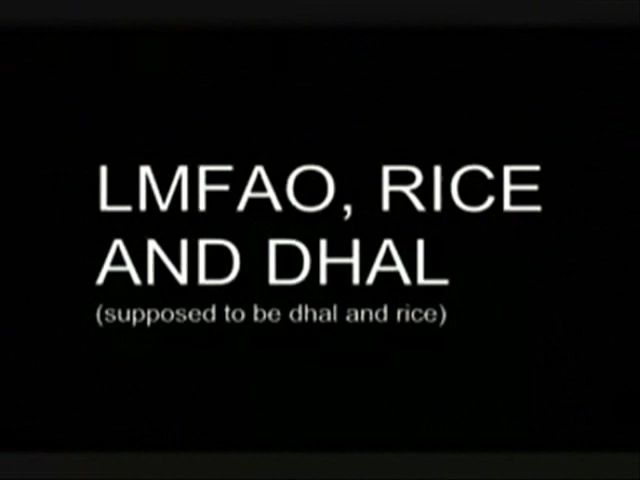 LMFAO, RICE
AND DHAL
(supposed to be dhal and rice)